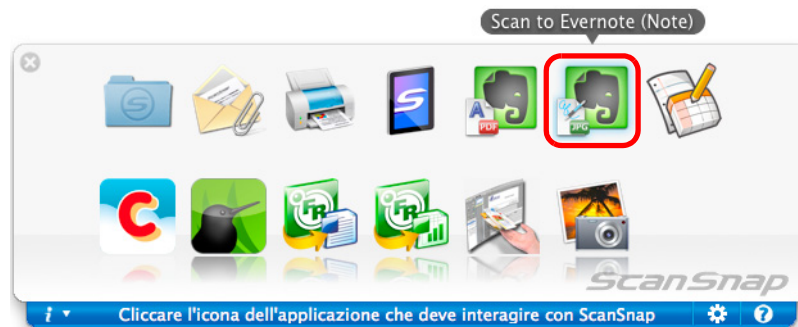 Scan to Evernote (Note)
S
A
PDF
JPG
S
C
FR
FR
ScanSnap
i
Cliccare l'icona dell'applicazione che deve interagire con ScanSnap
?